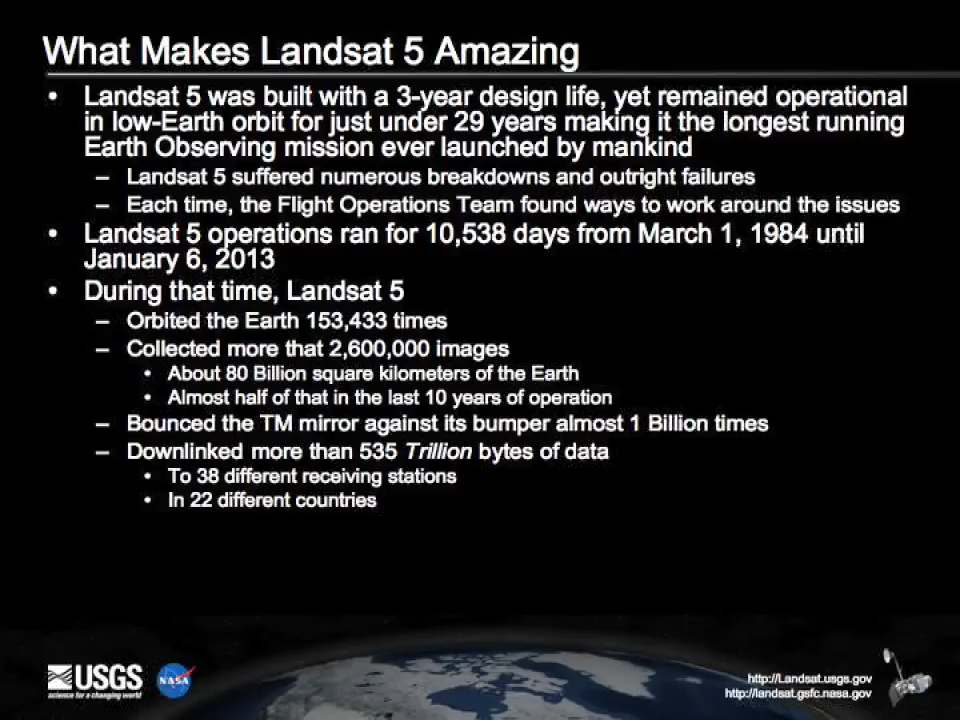 What Makes Landsat 5 Amazing
• Landsat 5 was built with a 3-year design life, yet remained operational
in low-Earth orbit for just under 29 years making it the longest running
Earth Observing mission ever launched by mankind
– Landsat 5 suffered numerous breakdowns and outright failures
– Each time, the Flight Operations Team found ways to work around the issues
• Landsat 5 operations ran for 10,538 days from March 1, 1984 until
January 6, 2013
• During that time, Landsat 5
– Orbited the Earth 153,433 times
– Collected more that 2,600,000 images
• About 80 Billion square kilometers of the Earth
• Almost half of that in the last 10 years of operation
– Bounced the TM mirror against its bumper almost 1 Billion times
– Downlinked more than 535 Trillion bytes of data
• To 38 different receiving stations
• In 22 different countries
USGS
science for a changing world
NASA
http://Landsat.usgs.gov
http://landsat.gsfc.nasa.gov